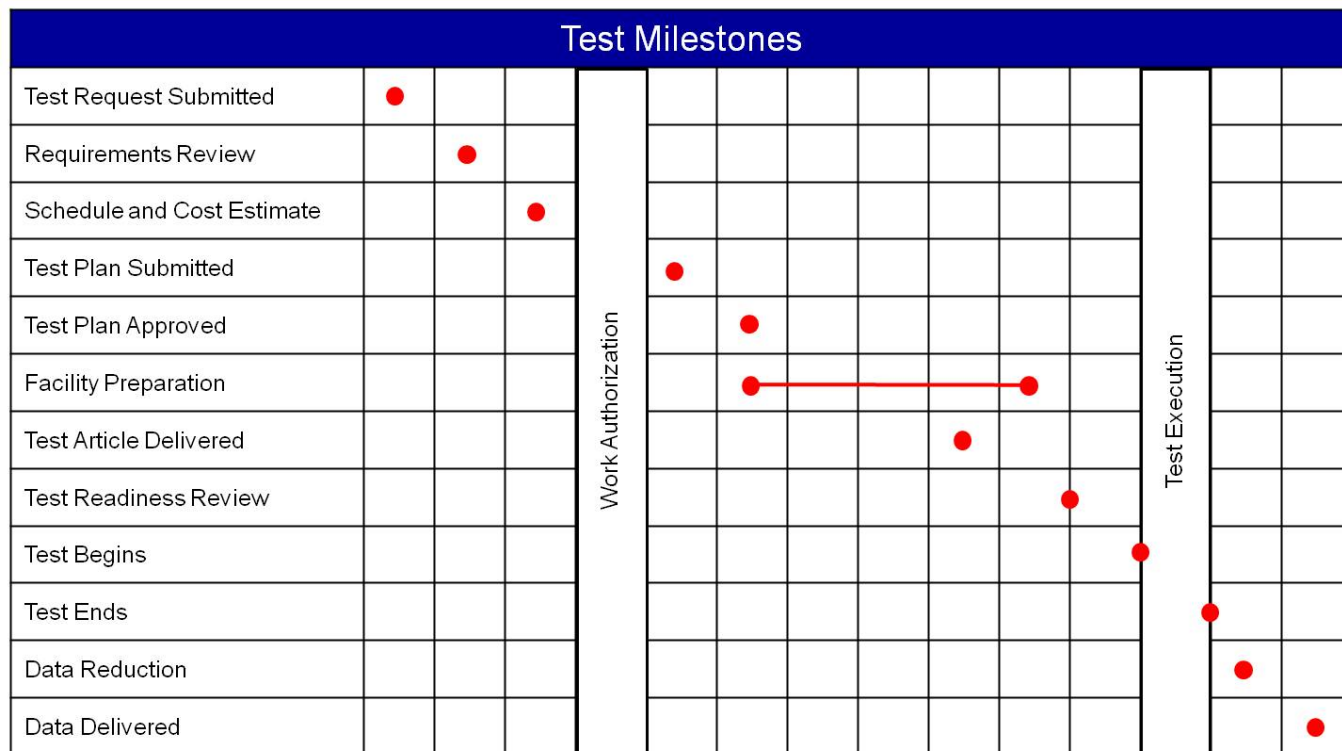 Test Milestones
Test Request Submitted
Requirements Review
Schedule and Cost Estimate
Test Plan Submitted
Test Plan Approved
Facility Preparation
Test Article Delivered
Test Readiness Review
Test Begins
Test Ends
Data Reduction
Data Delivered
Work Authorization
Test Execution